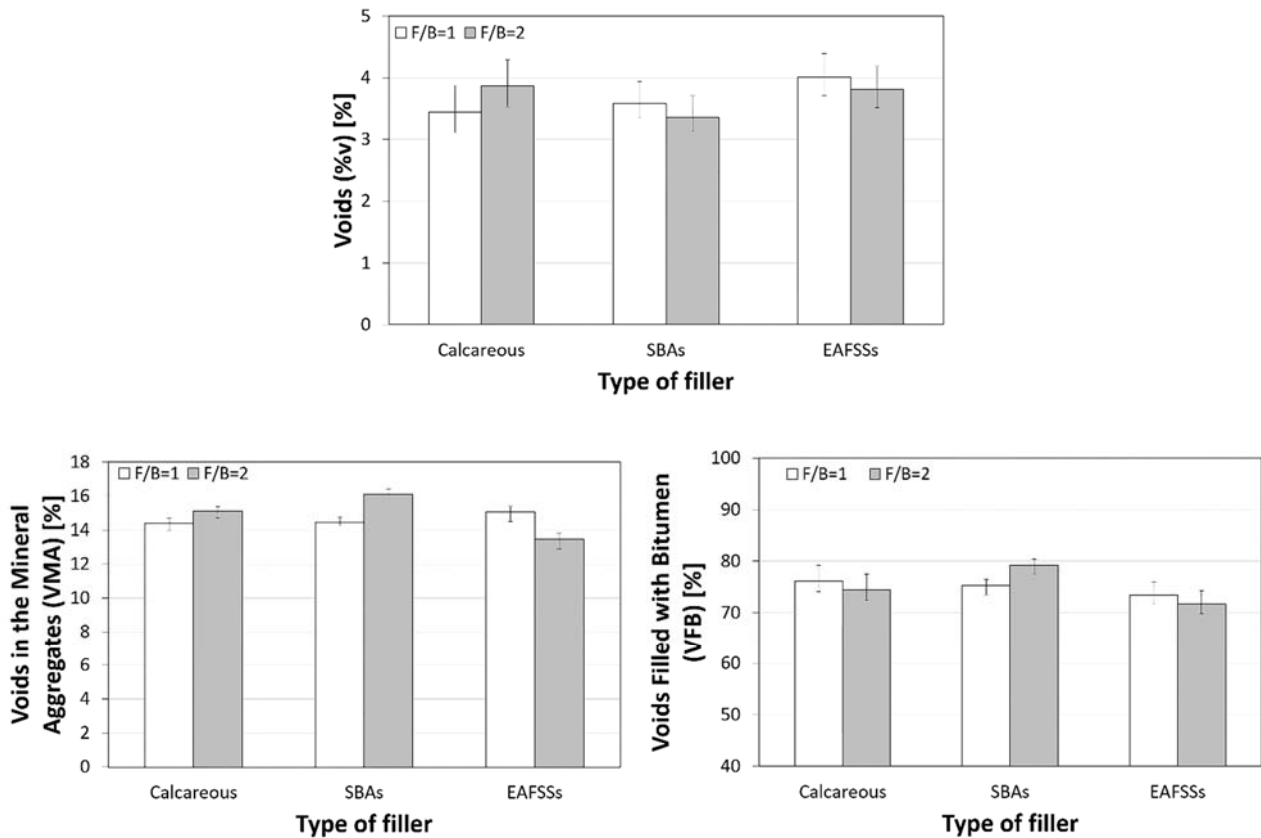 Voids (%v) [%]
5
4
3
2
1
0
F/B=1 F/B=2
Calcareous SBAs EAFSSs
Type of filler
Voids in the Mineral
Aggregates (VMA) [%]
18
16
14
12
10
8
6
4
2
0
F/B=1 F/B=2
Calcareous SBAs EAFSSs
Type of filler
Voids Filled with Bitumen
(VFB) [%]
100
90
80
70
60
50
40
F/B=1 F/B=2
Calcareous SBAs EAFSSs
Type of filler